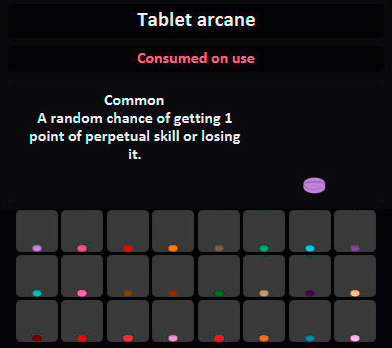 Tablet arcane
Consumed on use
Common
A random chance of getting 1
point of perpetual skill or losing
it.